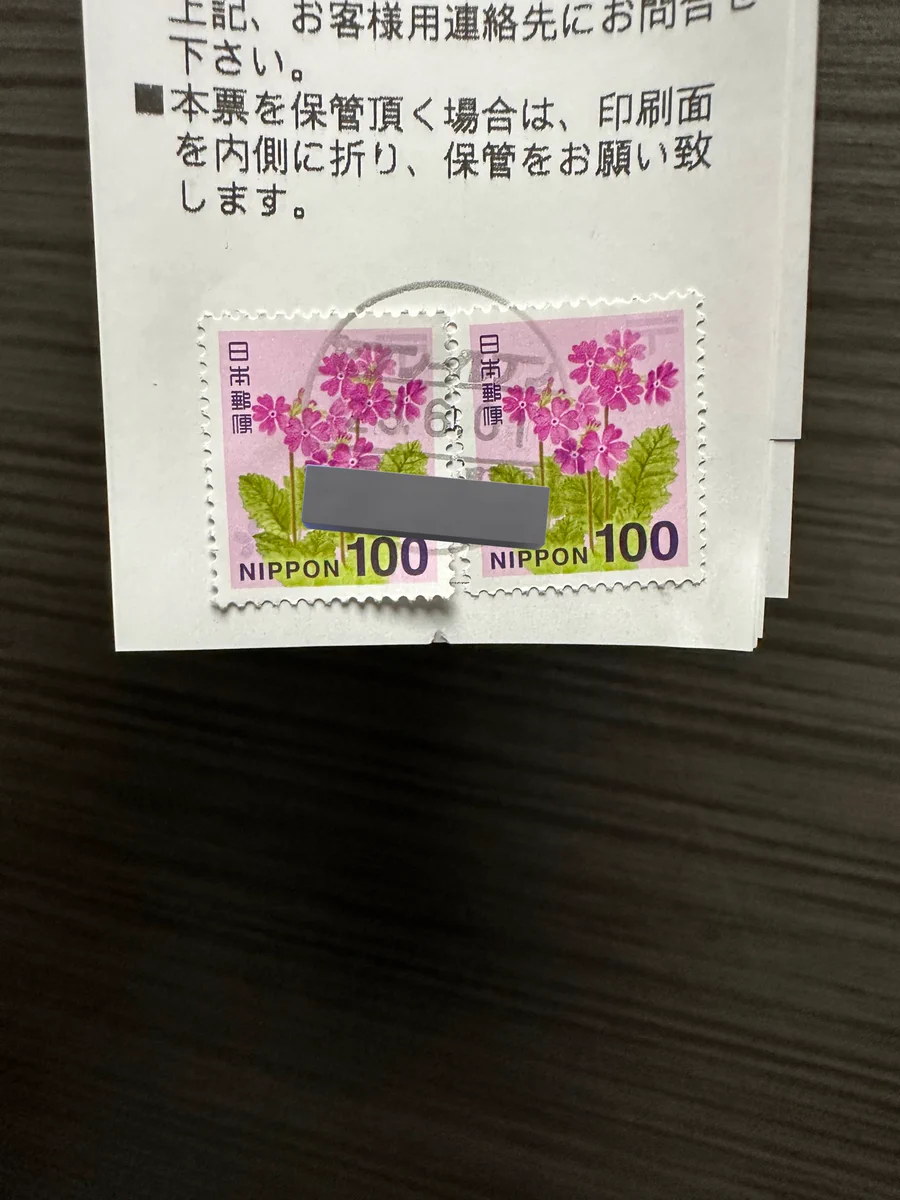 上記、お客様用連絡先にお問合せ
下さい。
■本票を保管頂く場合は、印刷面
を内側に折り、保管をお願い致
します。
日本郵便
NIPPON 100
日本郵便
NIPPON 100